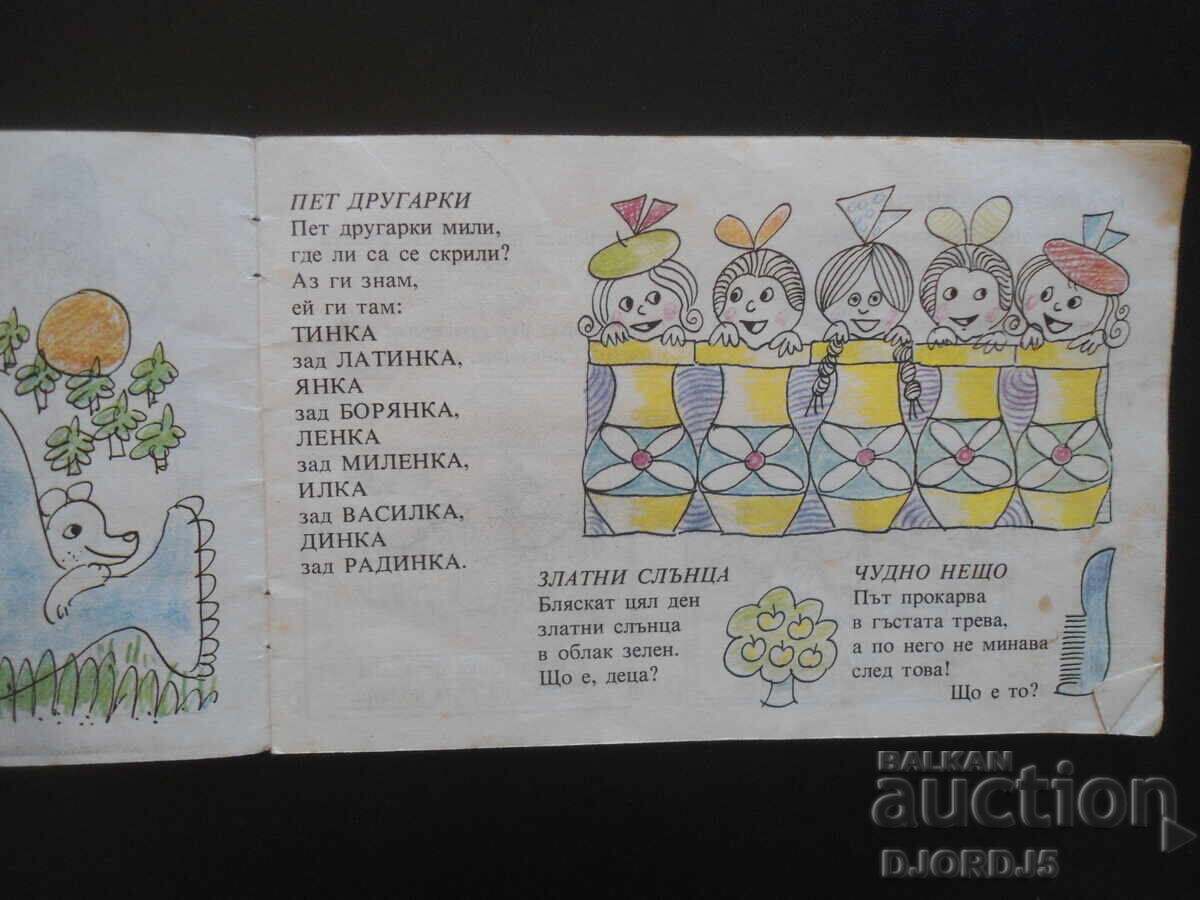 ПЕТ ДРУГАРКИ
Пет другарки мили,
где ли са се скрили?
Аз ги знам,
ей ги там:
ТИНКА
зад ЛАТИНКА,
ЯНКА
зад БОРЯНКА,
ЛЕНКА
зад МИЛЕНКА,
ИЛКА
зад ВАСИЛКА,
ДИНКА
зад РАДИНКА.
ЗЛАТНИ СЛЪНЦА
Бляскат цял ден
златни слънца
в облак зелен.
Що е, деца?
ЧУДНО НЕЩО
Път прокарва
в гъстата трева,
а по него не минава
след това!
Що е то?
BALKAN
auction
DJORDJ5